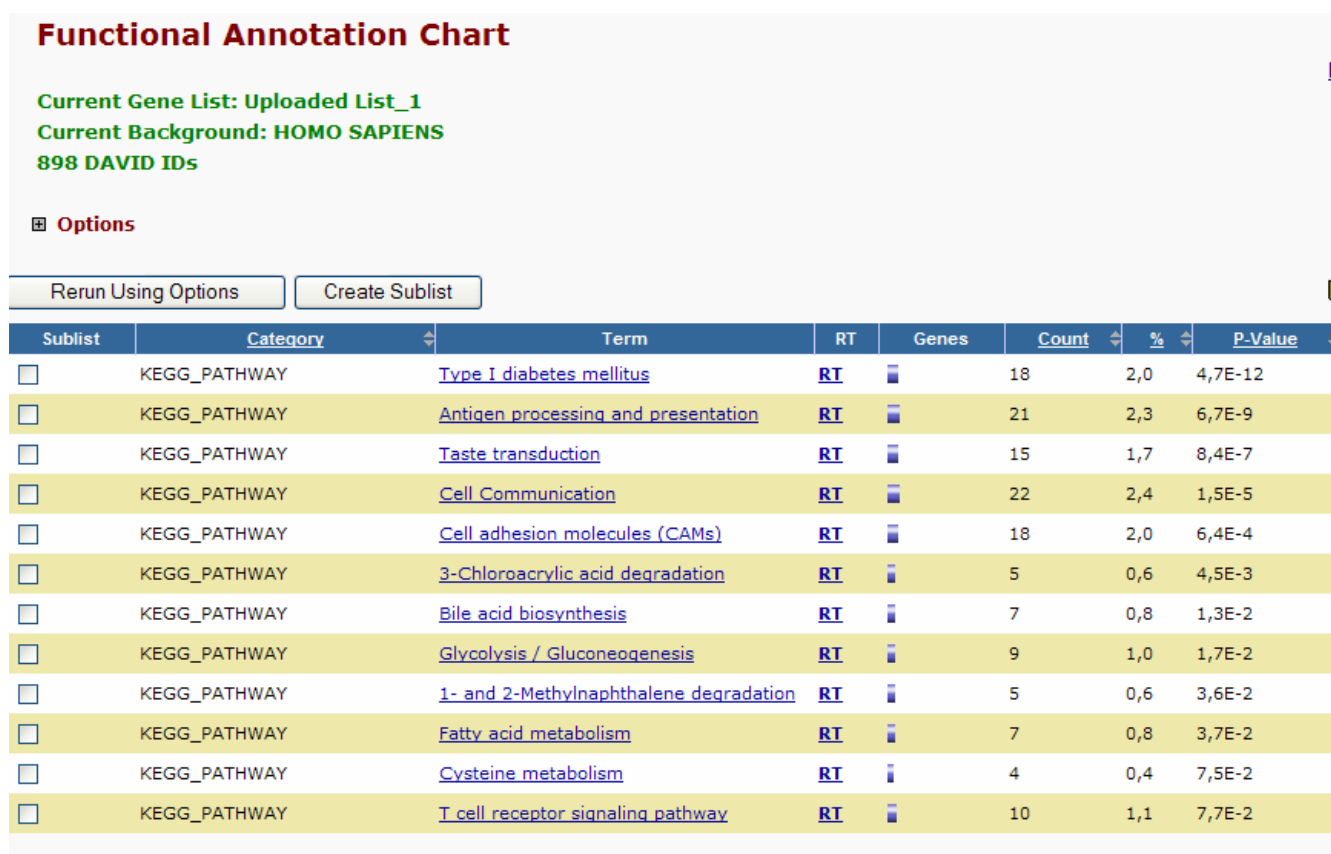 Functional Annotation Chart
Current Gene List: Uploaded List_1
Current Background: HOMO SAPIENS
898 DAVID IDs
Options
Rerun Using Options Create Sublist
Sublist Category Term RT Genes Count % P-Value
KEGG_PATHWAY Type I diabetes mellitus RT 18 2,0 4,7E-12
KEGG_PATHWAY Antigen processing and presentation RT 21 2,3 6,7E-9
KEGG_PATHWAY Taste transduction RT 15 1,7 8,4E-7
KEGG_PATHWAY Cell Communication RT 22 2,4 1,5E-5
KEGG_PATHWAY Cell adhesion molecules (CAMs) RT 18 2,0 6,4E-4
KEGG_PATHWAY 3-Chloroacrylic acid degradation RT 5 0,6 4,5E-3
KEGG_PATHWAY Bile acid biosynthesis RT 7 0,8 1,3E-2
KEGG_PATHWAY Glycolysis / Gluconeogenesis RT 9 1,0 1,7E-2
KEGG_PATHWAY 1- and 2-Methylnaphthalene degradation RT 5 0,6 3,6E-2
KEGG_PATHWAY Fatty acid metabolism RT 7 0,8 3,7E-2
KEGG_PATHWAY Cysteine metabolism RT 4 0,4 7,5E-2
KEGG_PATHWAY T cell receptor signaling pathway RT 10 1,1 7,7E-2